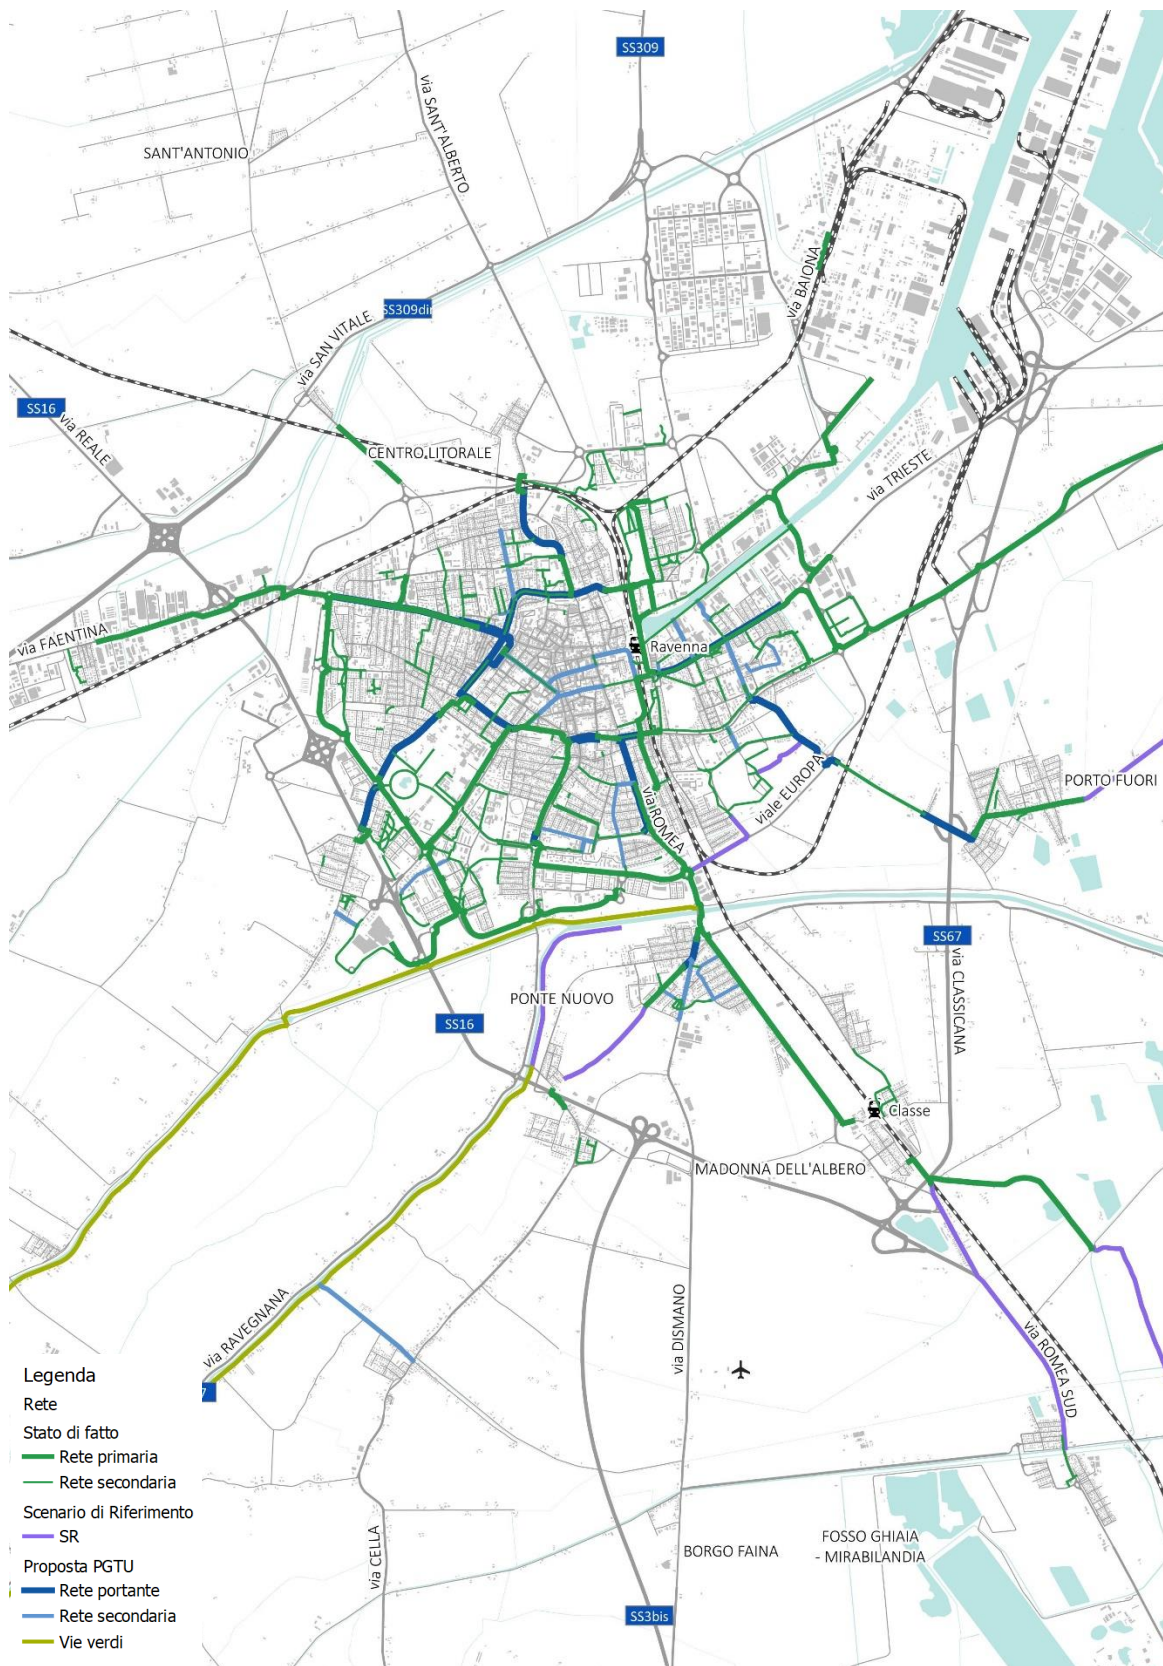 SS309
via SANT'ALBERTO
SANT'ANTONIO
via BAIONA
SS309dir
via SAN VITALE
SS16
via REALE
CENTRO LITORALE
via TRIESTE
via FAENTINA
Ravenna
PORTO FUORI
viale EUROPA
via ROMEA
SS67
via CLASSICANA
PONTE NUOVO
SS16
Classe
MADONNA DELL'ALBERO
via RAVEGNANA
via DISMANO
via ROMEA SUD
7
Legenda
Rete
Stato di fatto
Rete primaria
Rete secondaria
Scenario di Riferimento
SR
Proposta PGTU
Rete portante
Rete secondaria
Vie verdi
via CELLA
BORGO FAINA
FOSSO GHIAIA
- MIRABILANDIA
SS3bis